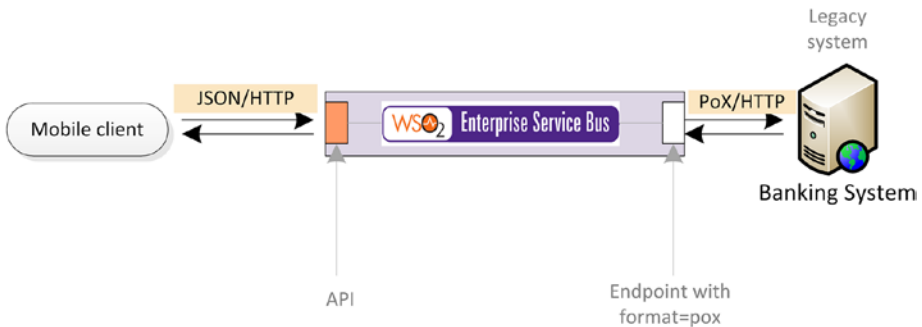 Legacy
system
JSON/HTTP
PoX/HTTP
Mobile client
WSO2 Enterprise Service Bus
Banking System
API
Endpoint with
format=pox